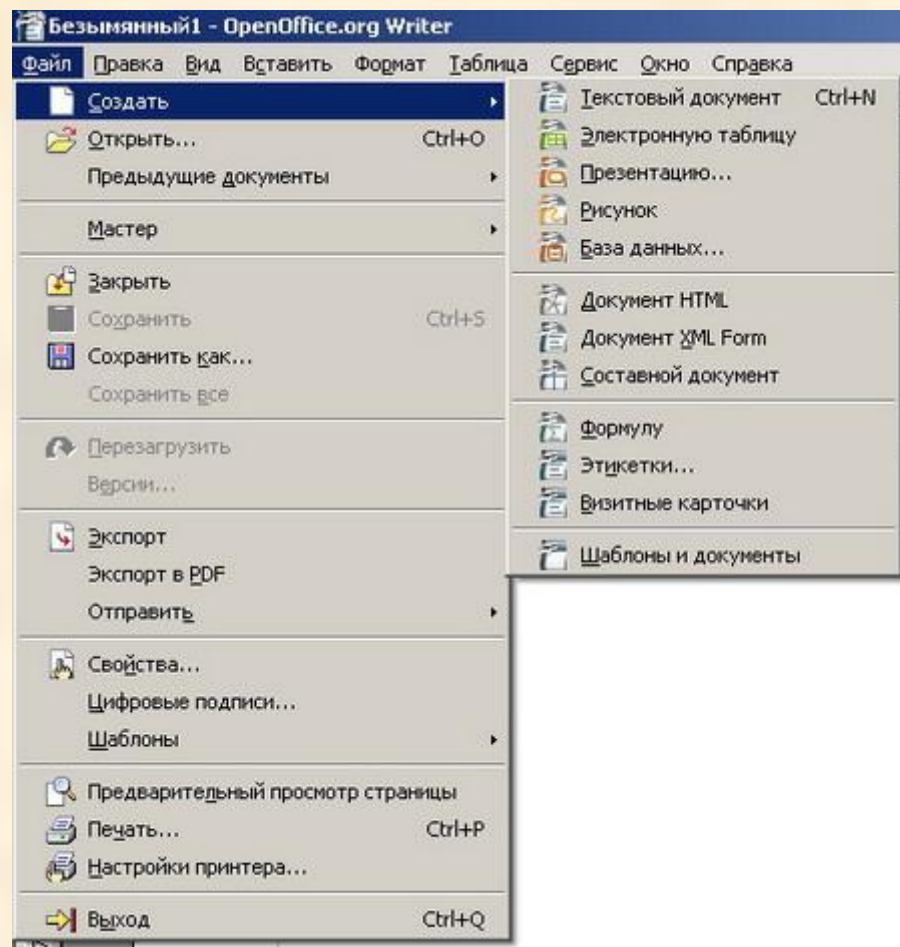 Безымянный1 - OpenOffice.org Writer
Файл Правка Вид Вставить Формат Таблица Сервис Окно Справка
Создать
Открыть... Ctrl+O
Предыдущие документы
Мастер
Закрыть
Сохранить Ctrl+S
Сохранить как...
Сохранить все
Перезагрузить
Версии...
Экспорт
Экспорт в PDF
Отправить
Свойства...
Цифровые подписи...
Шаблоны
Предварительный просмотр страницы
Печать... Ctrl+P
Настройки принтера...
Выход Ctrl+Q
Текстовый документ Ctrl+N
Электронную таблицу
Презентацию...
Рисунок
База данных...
Документ HTML
Документ XML Form
Составной документ
Формулу
Этикетки...
Визитные карточки
Шаблоны и документы